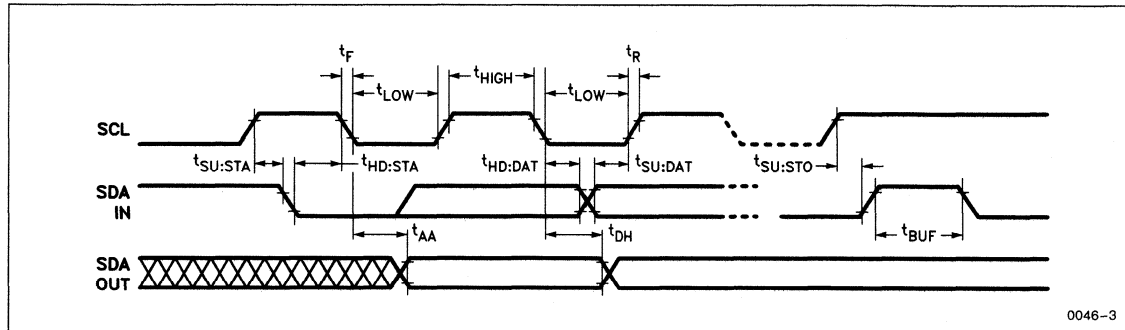 tF tR
tLOW tHIGH tLOW
SCL
tSU:STA tHD:STA tHD:DAT tSU:DAT tSU:STO
SDA
IN
tAA tDH tBUF
SDA
OUT
0046-3